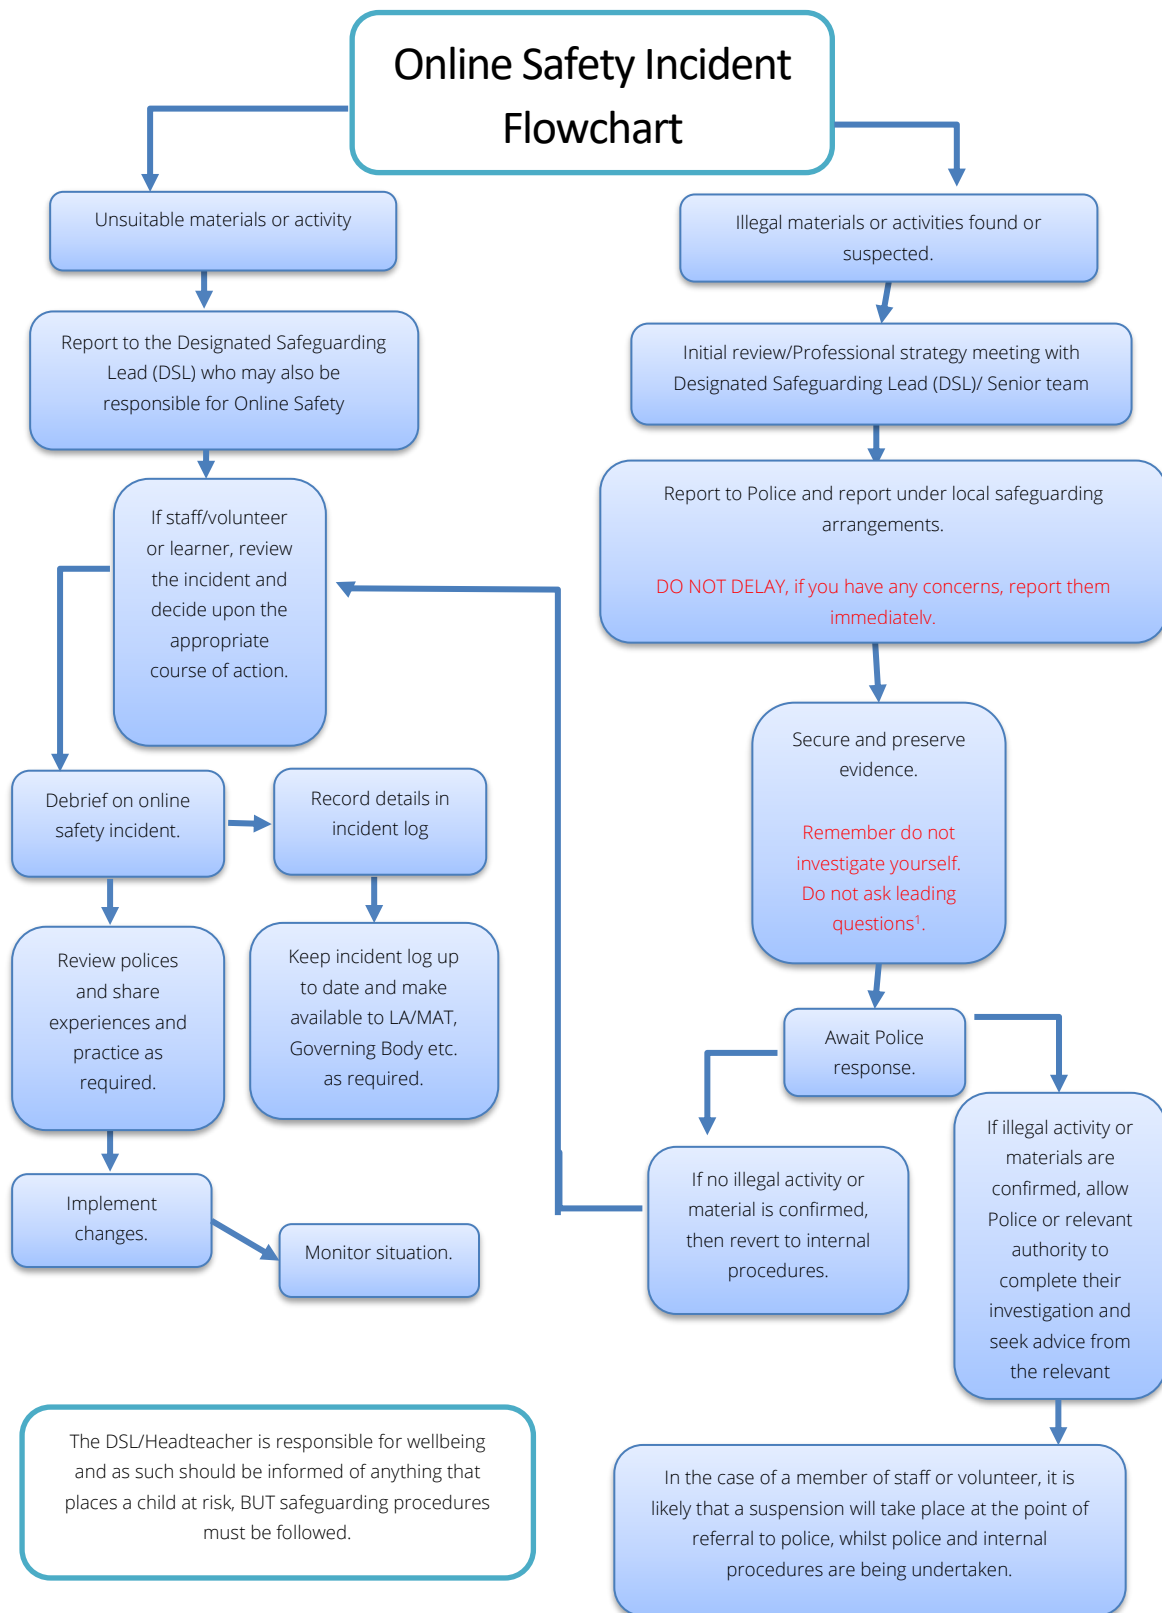 Online Safety Incident
Flowchart
Unsuitable materials or activity
Report to the Designated Safeguarding
Lead (DSL) who may also be
responsible for Online Safety
If staff/volunteer
or learner, review
the incident and
decide upon the
appropriate
course of action.
Debrief on online
safety incident.
Record details in
incident log
Review polices
and share
experiences and
practice as
required.
Keep incident log up
to date and make
available to LA/MAT,
Governing Body etc.
as required.
Implement
changes.
Monitor situation.
Illegal materials or activities found or
suspected.
Initial review/Professional strategy meeting with
Designated Safeguarding Lead (DSL)/ Senior team
Report to Police and report under local safeguarding
arrangements.
DO NOT DELAY, if you have any concerns, report them
immediately.
Secure and preserve
evidence.
Remember do not
investigate yourself.
Do not ask leading
questions¹.
Await Police
response.
If no illegal activity or
material is confirmed,
then revert to internal
procedures.
If illegal activity or
materials are
confirmed, allow
Police or relevant
authority to
complete their
investigation and
seek advice from
the relevant
In the case of a member of staff or volunteer, it is
likely that a suspension will take place at the point of
referral to police, whilst police and internal
procedures are being undertaken.
The DSL/Headteacher is responsible for wellbeing
and as such should be informed of anything that
places a child at risk, BUT safeguarding procedures
must be followed.